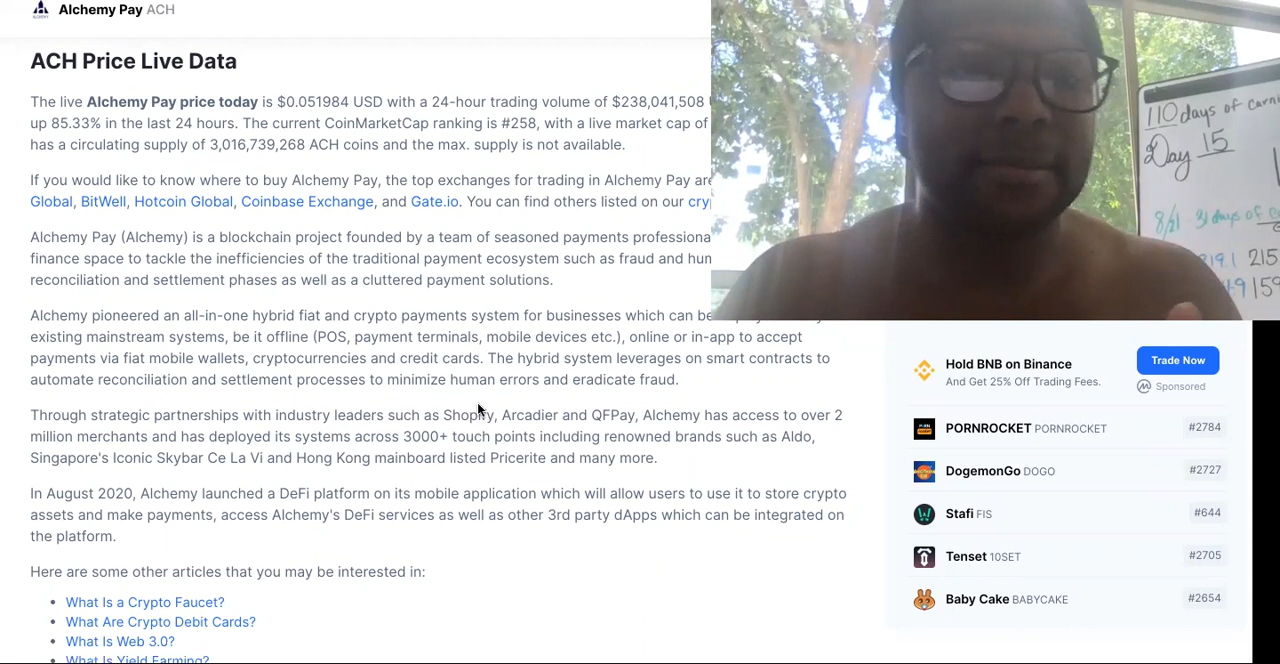 Alchemy Pay ACH
ACH Price Live Data
The live Alchemy Pay price today is $0.051984 USD with a 24-hour trading volume of $238,041,508
up 85.33% in the last 24 hours. The current CoinMarketCap ranking is #258, with a live market cap of
has a circulating supply of 3,016,739,268 ACH coins and the max. supply is not available.
If you would like to know where to buy Alchemy Pay, the top exchanges for trading in Alchemy Pay are
Global, BitWell, Hotcoin Global, Coinbase Exchange, and Gate.io. You can find others listed on our
Alchemy Pay (Alchemy) is a blockchain project founded by a team of seasoned payments
finance space to tackle the inefficiencies of the traditional payment ecosystem such as fraud and
reconciliation and settlement phases as well as a cluttered payment solutions.
Alchemy pioneered an all-in-one hybrid fiat and crypto payments system for businesses which can be
existing mainstream systems, be it offline (POS, payment terminals, mobile devices etc.), online or in-app to accept
payments via fiat mobile wallets, cryptocurrencies and credit cards. The hybrid system leverages on smart contracts to
automate reconciliation and settlement processes to minimize human errors and eradicate fraud.
Through strategic partnerships with industry leaders such as Shopify, Arcadier and QFPay, Alchemy has access to over 2
million merchants and has deployed its systems across 3000+ touch points including renowned brands such as Aldo,
Singapore's Iconic Skybar Ce La Vi and Hong Kong mainboard listed Pricerite and many more.
In August 2020, Alchemy launched a DeFi platform on its mobile application which will allow users to use it to store crypto
assets and make payments, access Alchemy's DeFi services as well as other 3rd party dApps which can be integrated on
the platform.
Here are some other articles that you may be interested in:
What Is a Crypto Faucet?
What Are Crypto Debit Cards?
What Is Web 3.0?
What Is Yield Farming?
110 days of
Day 15
8/21 31 days of
219.1 215
159
Hold BNB on Binance
And Get 25% Off Trading Fees.
Trade Now
Sponsored
PORNROCKET PORNROCKET #2784
DogemonGo DOGO #2727
Stafi FIS #644
Tenset 10SET #2705
Baby Cake BABYCAKE #2654